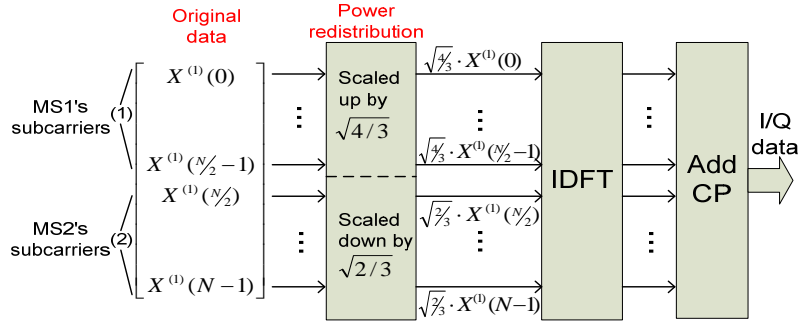 Original data
Power redistribution
MS1's subcarriers
(1)
MS2's subcarriers
(2)
X^(1)(0)
⋮
X^(1)(N/2−1)
X^(1)(N/2)
⋮
X^(1)(N−1)
Scaled up by √4/3
Scaled down by √2/3
√4/3 · X^(1)(0)
⋮
√4/3 · X^(1)(N/2−1)
√2/3 · X^(1)(N/2)
⋮
√2/3 · X^(1)(N−1)
IDFT
⋮
⋮
Add CP
I/Q data